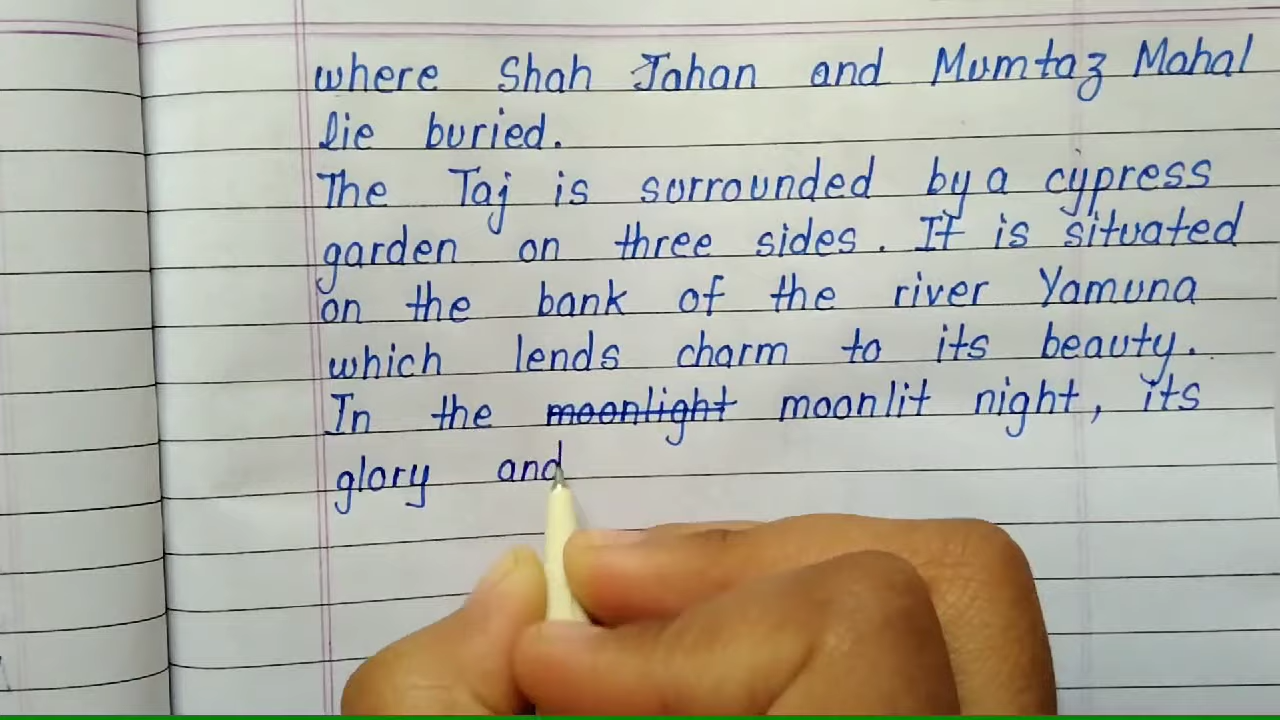 where Shah Jahan and Mumtaz Mahal
lie buried.
The Taj is surrounded by a cypress
garden on three sides. It is situated
on the bank of the river Yamuna
which lends charm to its beauty.
In the moonlight moonlit night, its
glory and